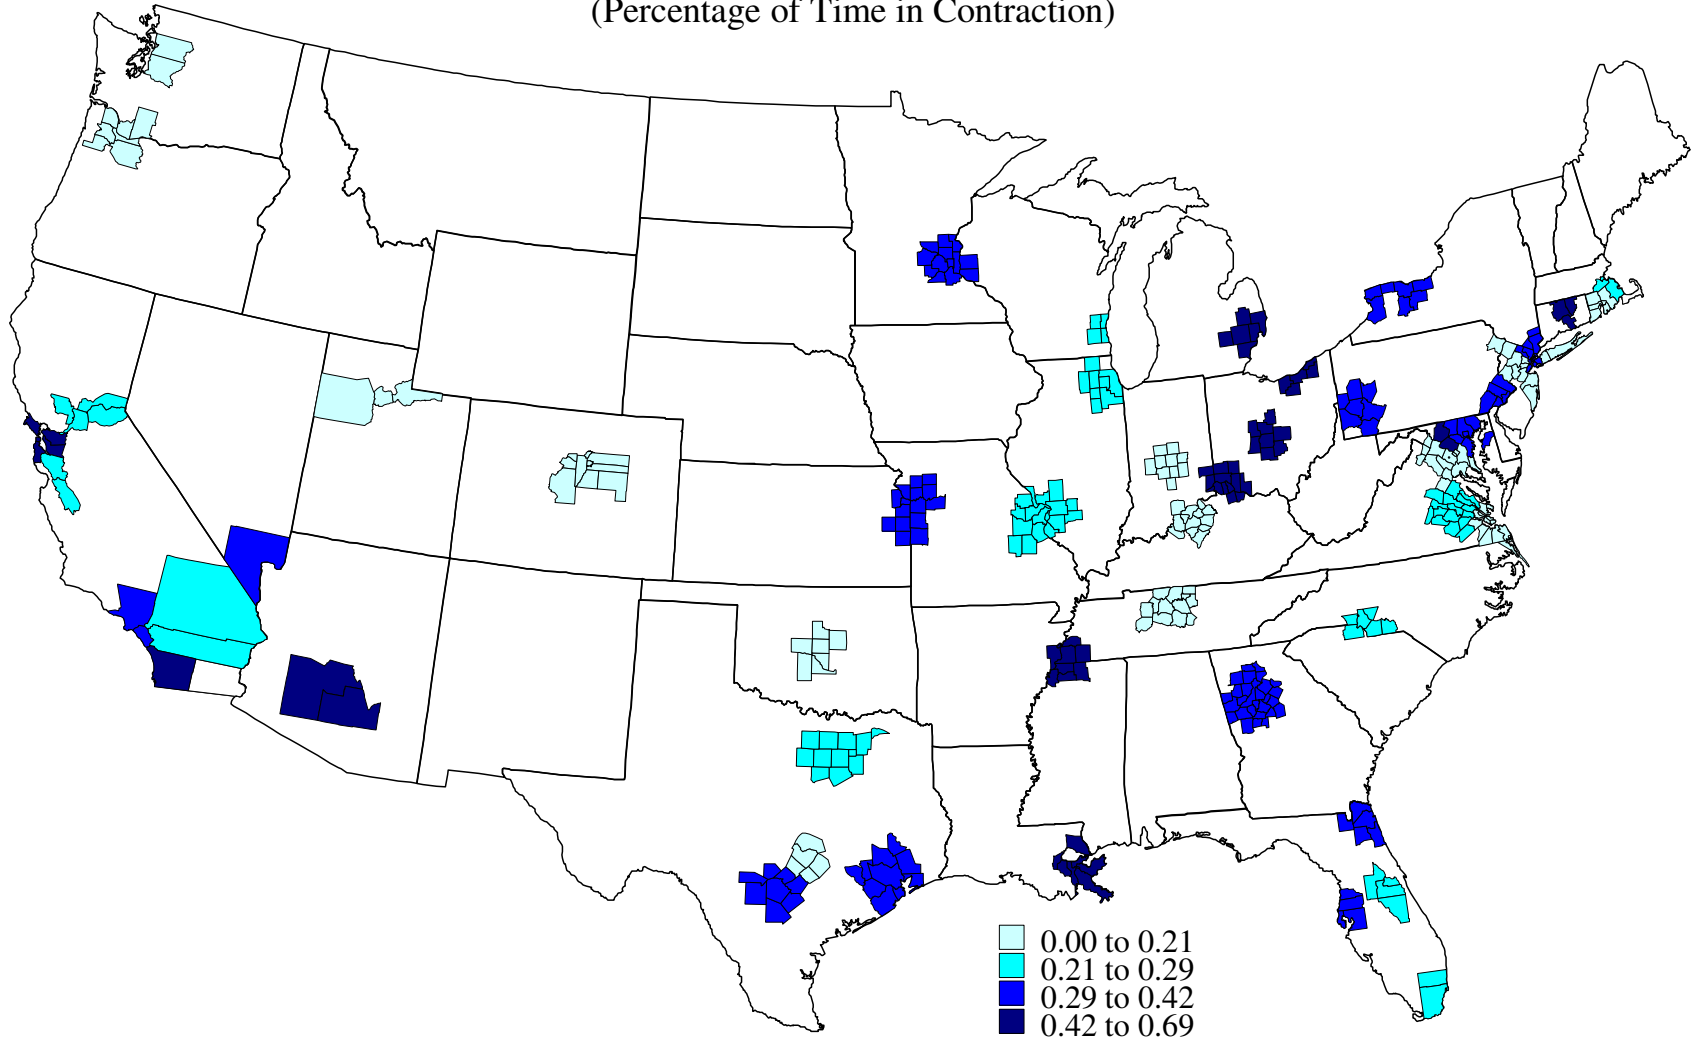 (Percentage of Time in Contraction)
0.00 to 0.21
0.21 to 0.29
0.29 to 0.42
0.42 to 0.69